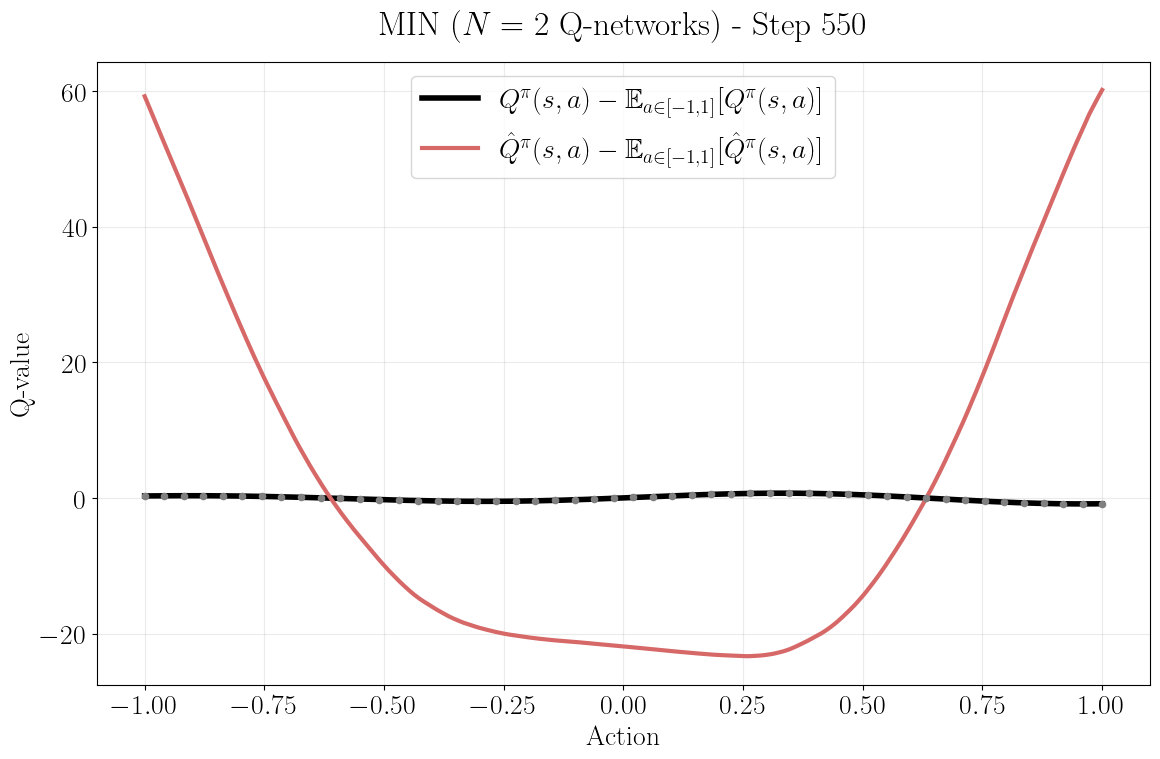 MIN (N = 2 Q-networks) - Step 550
Q^π(s, a) − 𝔼_{a∈[−1,1]}[Q^π(s, a)]
Q̂^π(s, a) − 𝔼_{a∈[−1,1]}[Q̂^π(s, a)]
Q-value
60
40
20
0
−20
−1.00 −0.75 −0.50 −0.25 0.00 0.25 0.50 0.75 1.00
Action